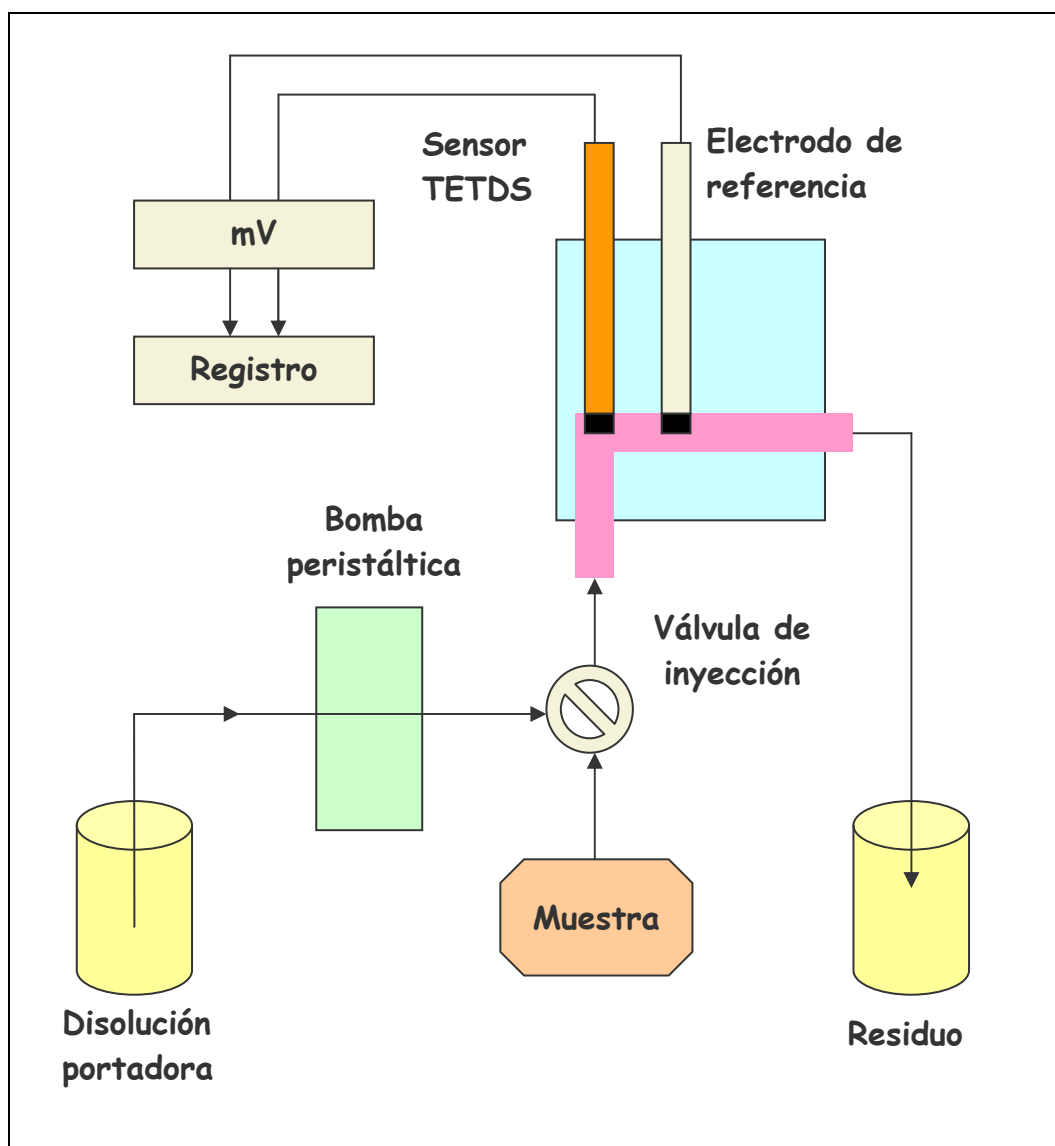 Sensor
TETDS
Electrodo de
referencia
mV
Registro
Bomba
peristáltica
Válvula de
inyección
Muestra
Disolución
portadora
Residuo